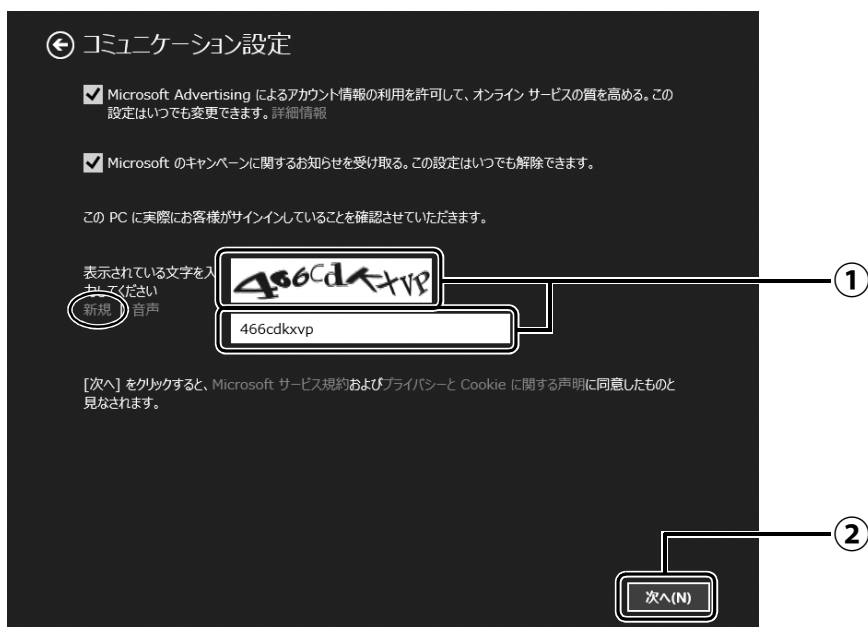 コミュニケーション設定
Microsoft Advertising によるアカウント情報の利用を許可して、オンライン サービスの質を高める。この
設定はいつでも変更できます。詳細情報
Microsoft のキャンペーンに関するお知らせを受け取る。この設定はいつでも解除できます。
この PC に実際にお客様がサインインしていることを確認させていただきます。
表示されている文字を入
力してください
466cdkxvp
①
新規 音声
466cdkxvp
[次へ] をクリックすると、Microsoft サービス規約およびプライバシーと Cookie に関する声明に同意したものと
見なされます。
②
次へ(N)